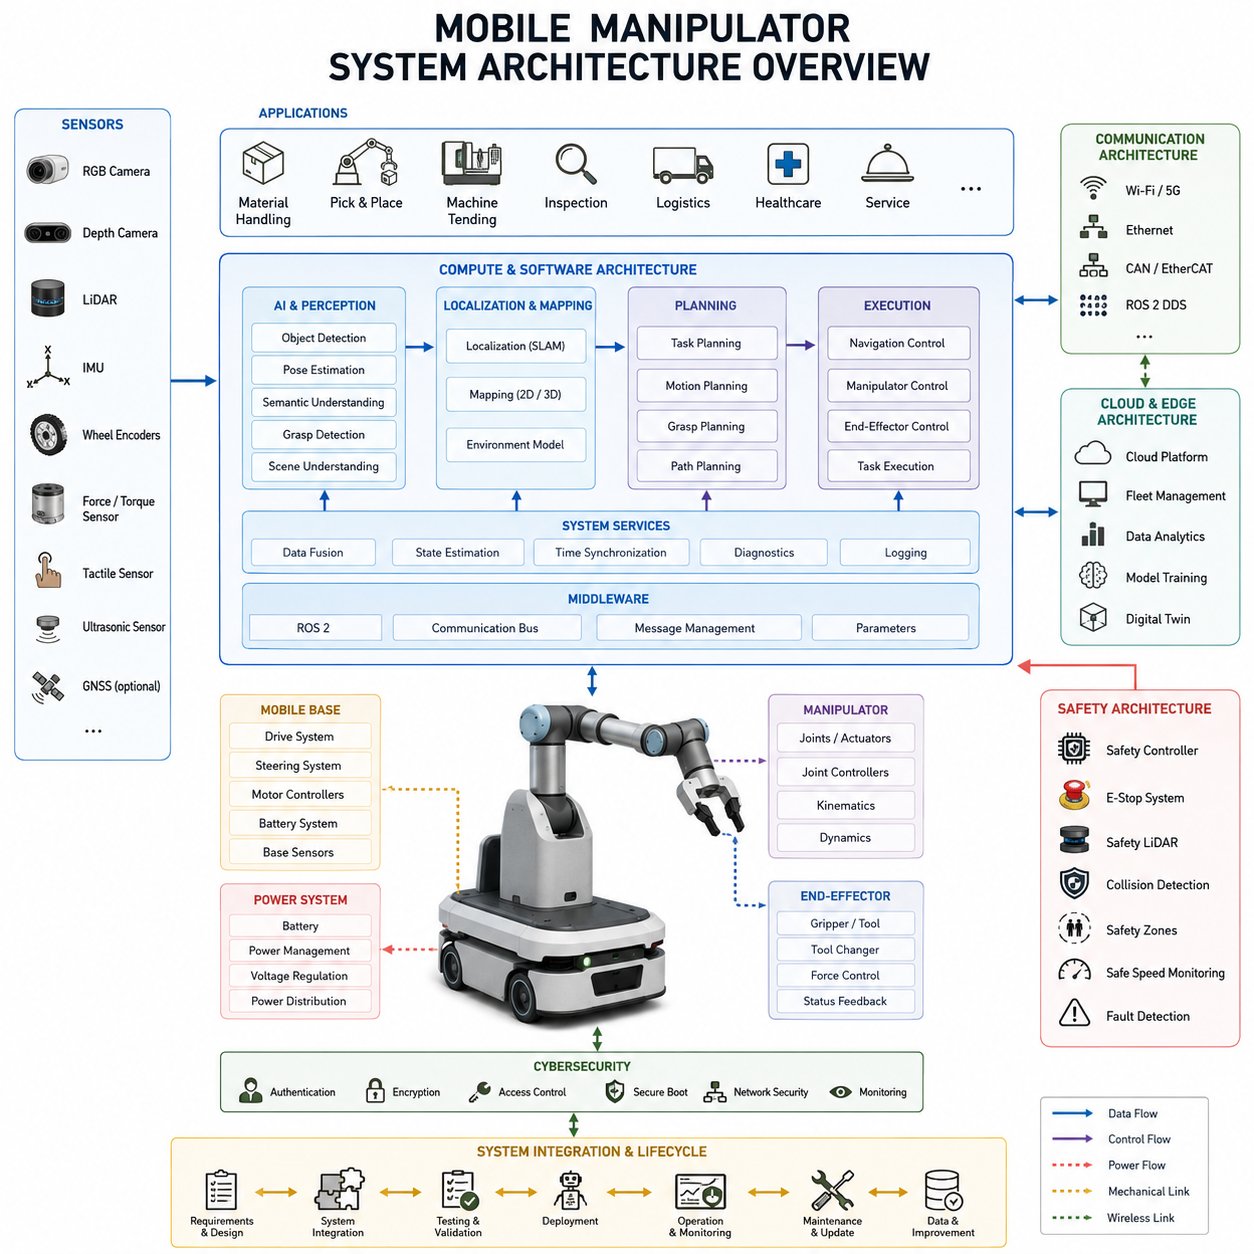 MOBILE MANIPULATOR
SYSTEM ARCHITECTURE OVERVIEW
SENSORS
RGB Camera
Depth Camera
LiDAR
X
X
X
IMU
Wheel Encoders
Force / Torque
Sensor
Tactile Sensor
Ultrasonic Sensor
GNSS (optional)
...
APPLICATIONS
Material
Handling
Pick & Place
Machine
Tending
Inspection
Logistics
Healthcare
Service
...
COMPUTE & SOFTWARE ARCHITECTURE
AI & PERCEPTION
Object Detection
Pose Estimation
Semantic Understanding
Grasp Detection
Scene Understanding
LOCALIZATION & MAPPING
Localization (SLAM)
Mapping (2D / 3D)
Environment Model
PLANNING
Task Planning
Motion Planning
Grasp Planning
Path Planning
EXECUTION
Navigation Control
Manipulator Control
End-Effector Control
Task Execution
SYSTEM SERVICES
Data Fusion
State Estimation
Time Synchronization
Diagnostics
Logging
MIDDLEWARE
ROS 2
Communication Bus
Message Management
Parameters
COMMUNICATION
ARCHITECTURE
Wi-Fi / 5G
Ethernet
CAN / EtherCAT
ROS 2 DDS
...
CLOUD & EDGE
ARCHITECTURE
Cloud Platform
Fleet Management
Data Analytics
Model Training
Digital Twin
SAFETY ARCHITECTURE
Safety Controller
E-Stop System
Safety LiDAR
Collision Detection
Safety Zones
Safe Speed Monitoring
Fault Detection
MOBILE BASE
Drive System
Steering System
Motor Controllers
Battery System
Base Sensors
POWER SYSTEM
Battery
Power Management
Voltage Regulation
Power Distribution
MANIPULATOR
Joints / Actuators
Joint Controllers
Kinematics
Dynamics
END-EFFECTOR
Gripper / Tool
Tool Changer
Force Control
Status Feedback
CYBERSECURITY
Authentication
Encryption
Access Control
Secure Boot
Network Security
Monitoring
SYSTEM INTEGRATION & LIFECYCLE
Requirements
& Design
System
Integration
Testing &
Validation
Deployment
Operation
& Monitoring
Maintenance
& Update
Data &
Improvement
Data Flow
Control Flow
Power Flow
Mechanical Link
Wireless Link